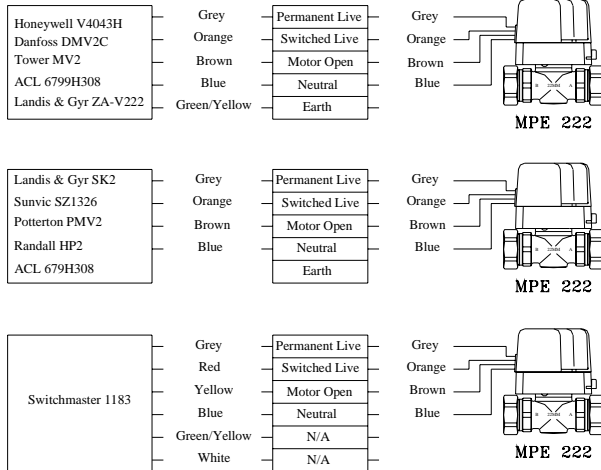 Honeywell V4043H
Danfoss DMV2C
Tower MV2
ACL 6799H308
Landis & Gyr ZA-V222
Grey
Orange
Brown
Blue
Green/Yellow
Permanent Live
Switched Live
Motor Open
Neutral
Earth
Grey
Orange
Brown
Blue
B 22MM A
MPE 222
Landis & Gyr SK2
Sunvic SZ1326
Potterton PMV2
Randall HP2
ACL 679H308
Grey
Orange
Brown
Blue
Permanent Live
Switched Live
Motor Open
Neutral
Earth
Grey
Orange
Brown
Blue
B 22MM A
MPE 222
Switchmaster 1183
Grey
Red
Yellow
Blue
Green/Yellow
White
Permanent Live
Switched Live
Motor Open
Neutral
N/A
N/A
Grey
Orange
Brown
Blue
B 22MM A
MPE 222